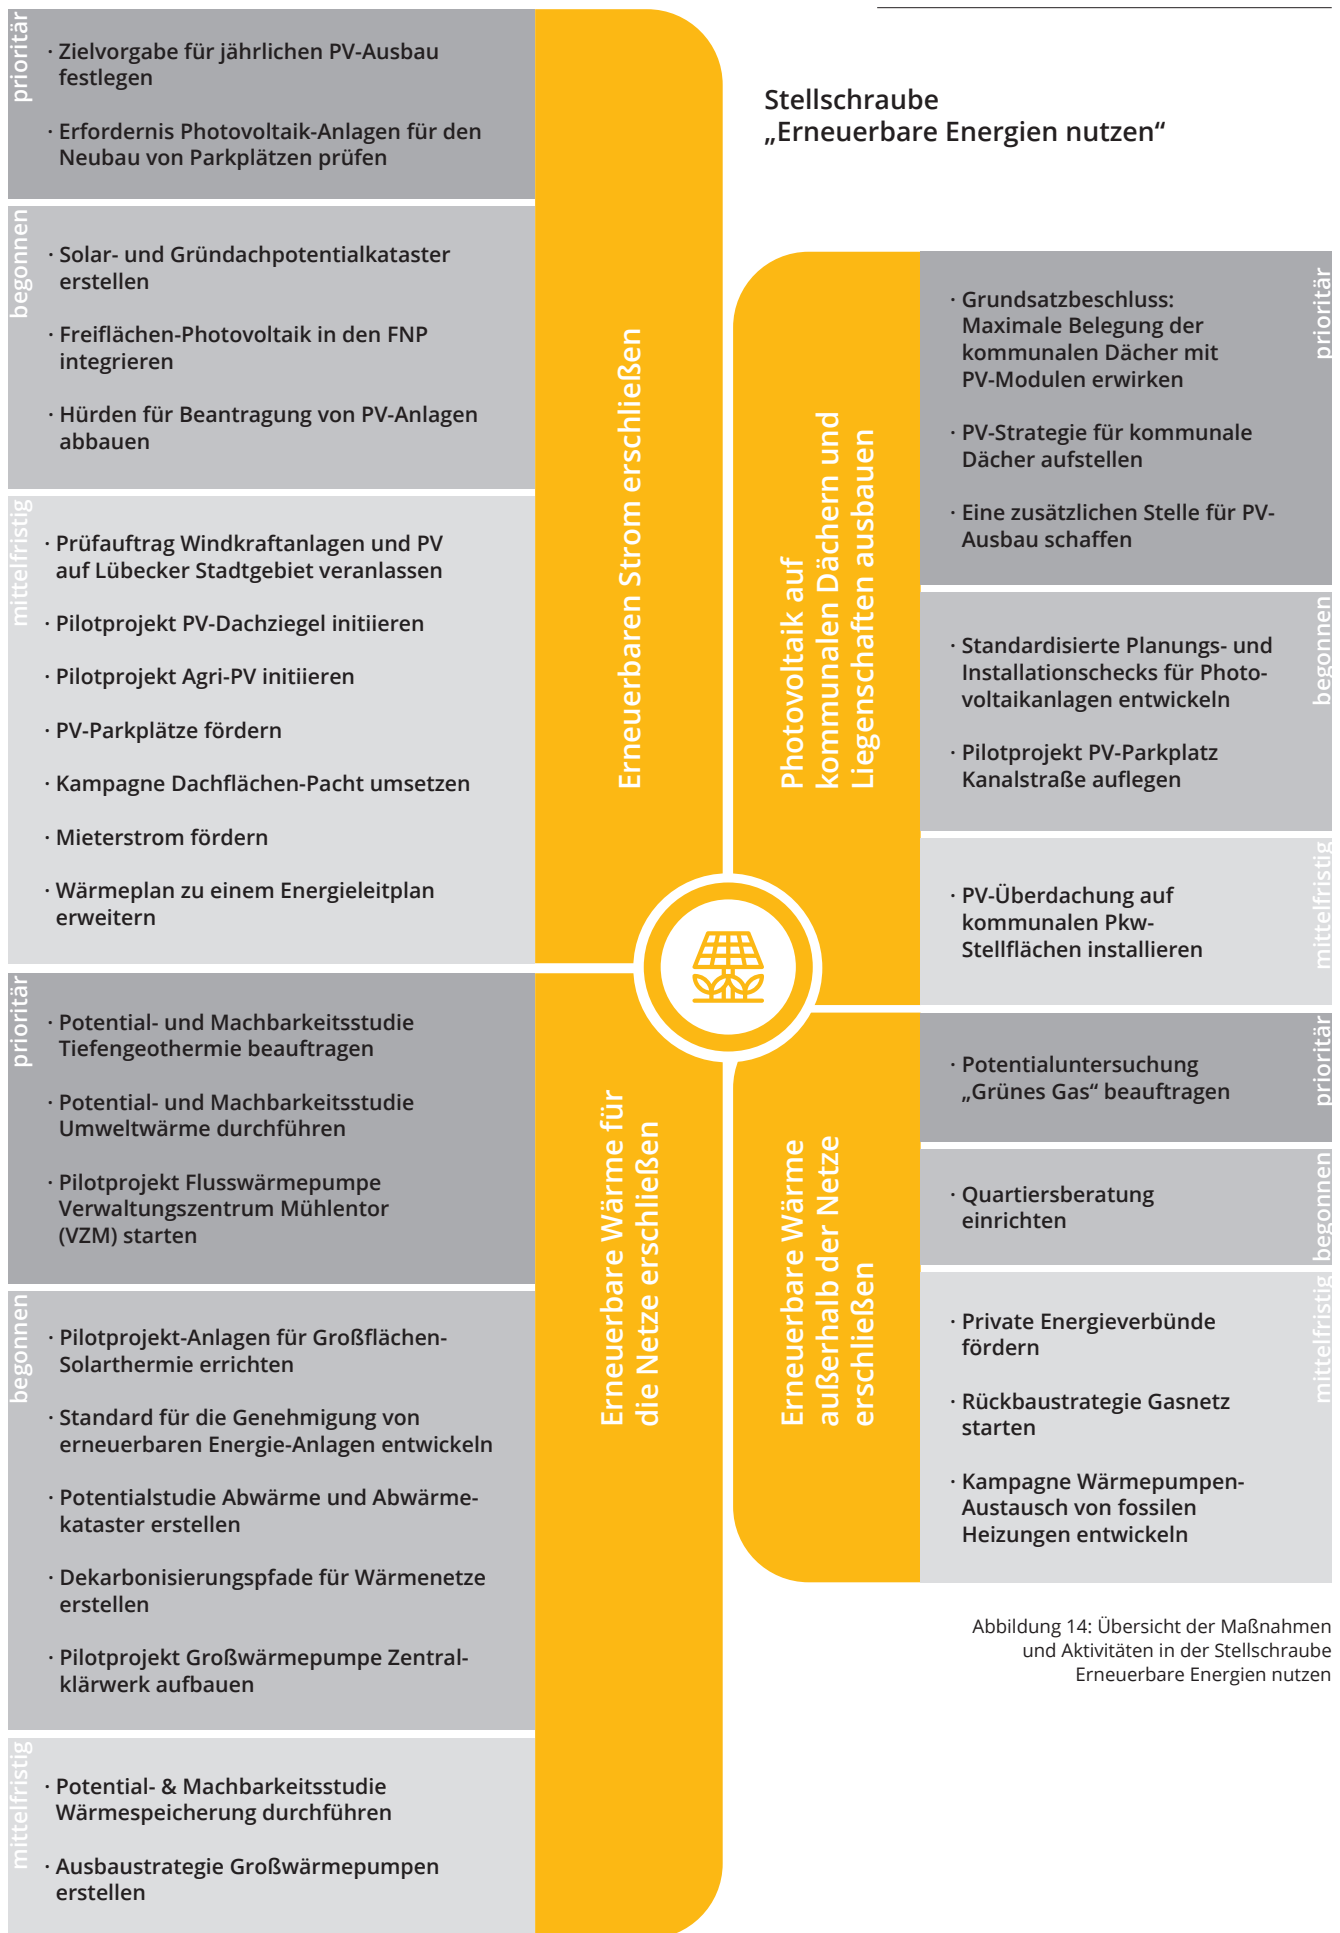 Stellschraube
„Erneuerbare Energien nutzen“
Erneuerbaren Strom erschließen
prioritär
· Zielvorgabe für jährlichen PV-Ausbau
festlegen
· Erfordernis Photovoltaik-Anlagen für den
Neubau von Parkplätzen prüfen
begonnen
· Solar- und Gründachpotentialkataster
erstellen
· Freiflächen-Photovoltaik in den FNP
integrieren
· Hürden für Beantragung von PV-Anlagen
abbauen
mittelfristig
· Prüfauftrag Windkraftanlagen und PV
auf Lübecker Stadtgebiet veranlassen
· Pilotprojekt PV-Dachziegel initiieren
· Pilotprojekt Agri-PV initiieren
· PV-Parkplätze fördern
· Kampagne Dachflächen-Pacht umsetzen
· Mieterstrom fördern
· Wärmeplan zu einem Energieleitplan
erweitern
Erneuerbare Wärme für
die Netze erschließen
prioritär
· Potential- und Machbarkeitsstudie
Tiefengeothermie beauftragen
· Potential- und Machbarkeitsstudie
Umweltwärme durchführen
· Pilotprojekt Flusswärmepumpe
Verwaltungszentrum Mühlentor
(VZM) starten
begonnen
· Pilotprojekt-Anlagen für Großflächen-
Solarthermie errichten
· Standard für die Genehmigung von
erneuerbaren Energie-Anlagen entwickeln
· Potentialstudie Abwärme und Abwärme-
kataster erstellen
· Dekarbonisierungspfade für Wärmenetze
erstellen
· Pilotprojekt Großwärmepumpe Zentral-
klärwerk aufbauen
mittelfristig
· Potential- & Machbarkeitsstudie
Wärmespeicherung durchführen
· Ausbaustrategie Großwärmepumpen
erstellen
Photovoltaik auf
kommunalen Dächern und
Liegenschaften ausbauen
prioritär
· Grundsatzbeschluss:
Maximale Belegung der
kommunalen Dächer mit
PV-Modulen erwirken
· PV-Strategie für kommunale
Dächer aufstellen
· Eine zusätzlichen Stelle für PV-
Ausbau schaffen
begonnen
· Standardisierte Planungs- und
Installationschecks für Photo-
voltaikanlagen entwickeln
· Pilotprojekt PV-Parkplatz
Kanalstraße auflegen
mittelfristig
· PV-Überdachung auf
kommunalen Pkw-
Stellflächen installieren
Erneuerbare Wärme
außerhalb der Netze
erschließen
prioritär
· Potentialuntersuchung
„Grünes Gas“ beauftragen
begonnen
· Quartiersberatung
einrichten
mittelfristig
· Private Energieverbünde
fördern
· Rückbaustrategie Gasnetz
starten
· Kampagne Wärmepumpen-
Austausch von fossilen
Heizungen entwickeln
Abbildung 14: Übersicht der Maßnahmen
und Aktivitäten in der Stellschraube
Erneuerbare Energien nutzen